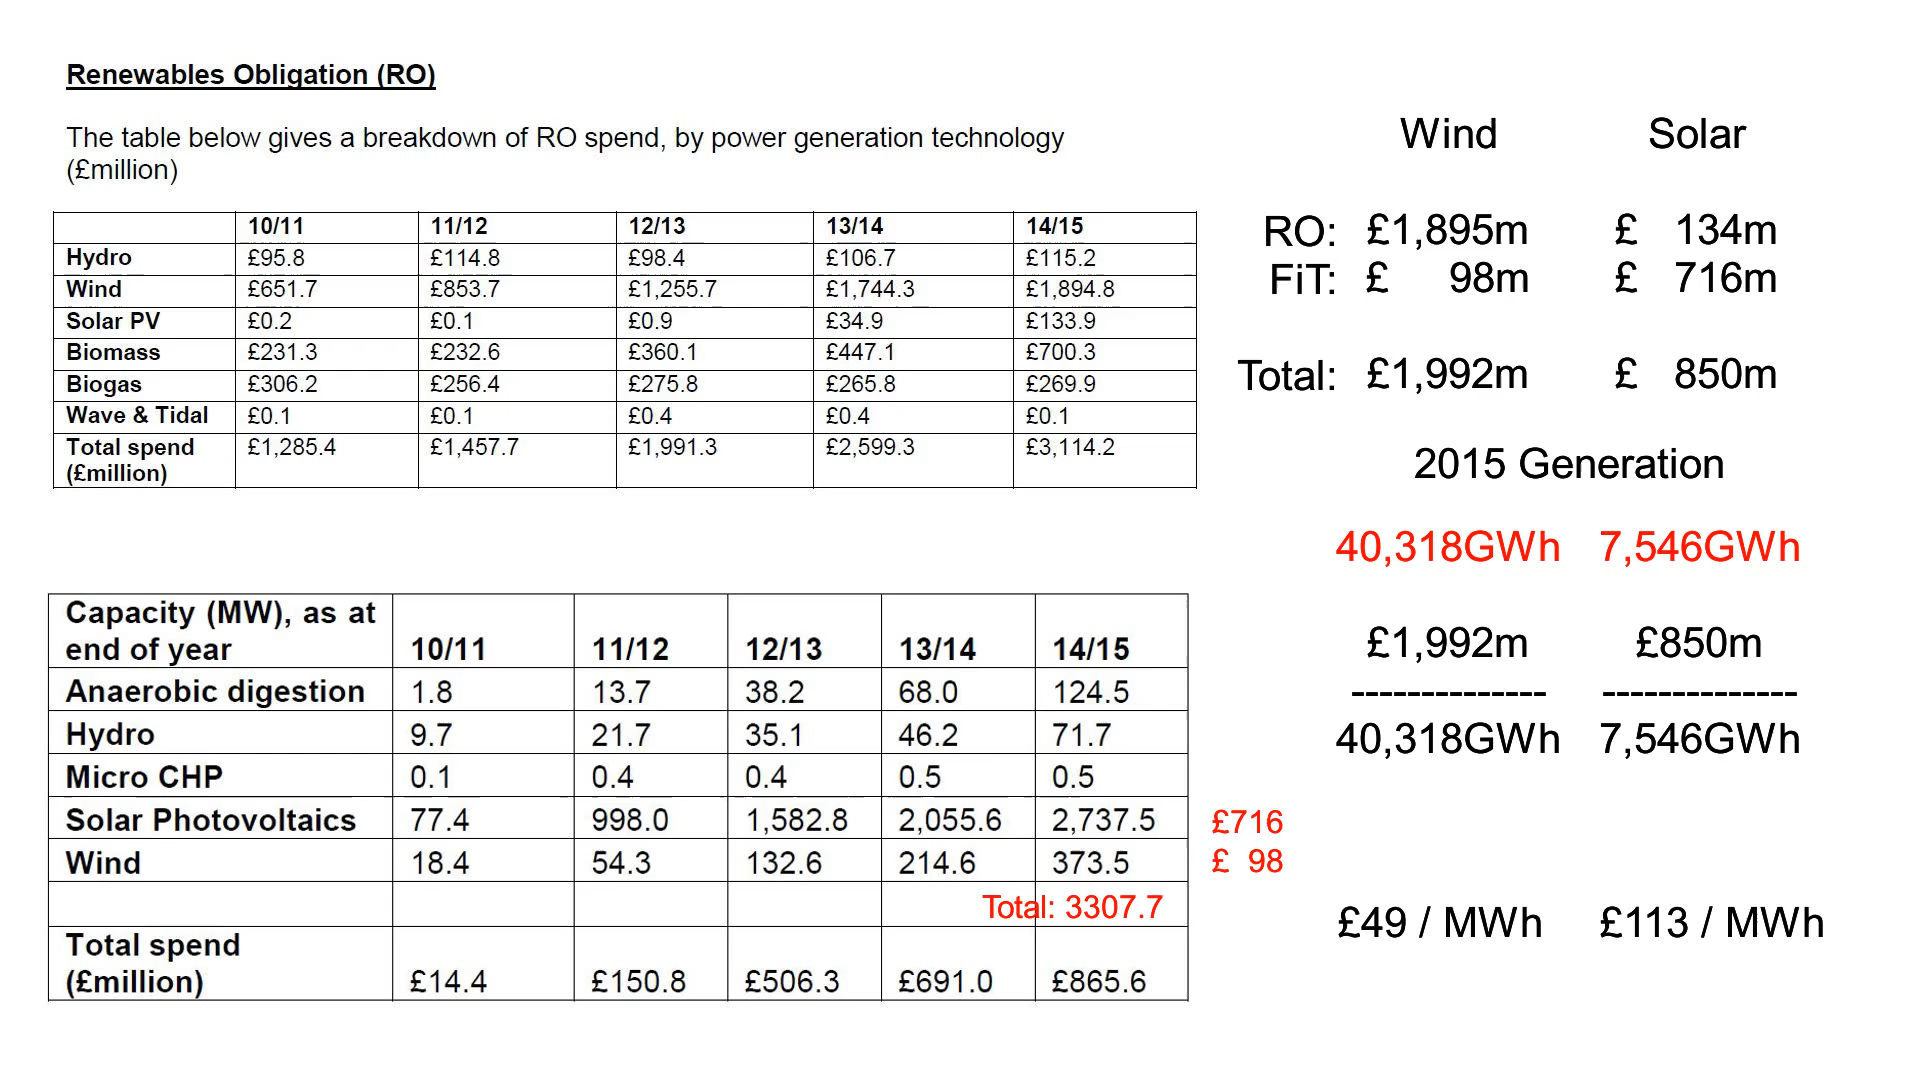 Renewables Obligation (RO)
The table below gives a breakdown of RO spend, by power generation technology
(£million)
10/11 11/12 12/13 13/14 14/15
Hydro £95.8 £114.8 £98.4 £106.7 £115.2
Wind £651.7 £853.7 £1,255.7 £1,744.3 £1,894.8
Solar PV £0.2 £0.1 £0.9 £34.9 £133.9
Biomass £231.3 £232.6 £360.1 £447.1 £700.3
Biogas £306.2 £256.4 £275.8 £265.8 £269.9
Wave & Tidal £0.1 £0.1 £0.4 £0.4 £0.1
Total spend £1,285.4 £1,457.7 £1,991.3 £2,599.3 £3,114.2
(£million)
Capacity (MW), as at
end of year 10/11 11/12 12/13 13/14 14/15
Anaerobic digestion 1.8 13.7 38.2 68.0 124.5
Hydro 9.7 21.7 35.1 46.2 71.7
Micro CHP 0.1 0.4 0.4 0.5 0.5
Solar Photovoltaics 77.4 998.0 1,582.8 2,055.6 2,737.5 £716
Wind 18.4 54.3 132.6 214.6 373.5 £ 98
Total: 3307.7
Total spend
(£million) £14.4 £150.8 £506.3 £691.0 £865.6
Wind Solar
RO: £1,895m £ 134m
FiT: £ 98m £ 716m
Total: £1,992m £ 850m
2015 Generation
40,318GWh 7,546GWh
£1,992m £850m
-------------- --------------
40,318GWh 7,546GWh
£49 / MWh £113 / MWh